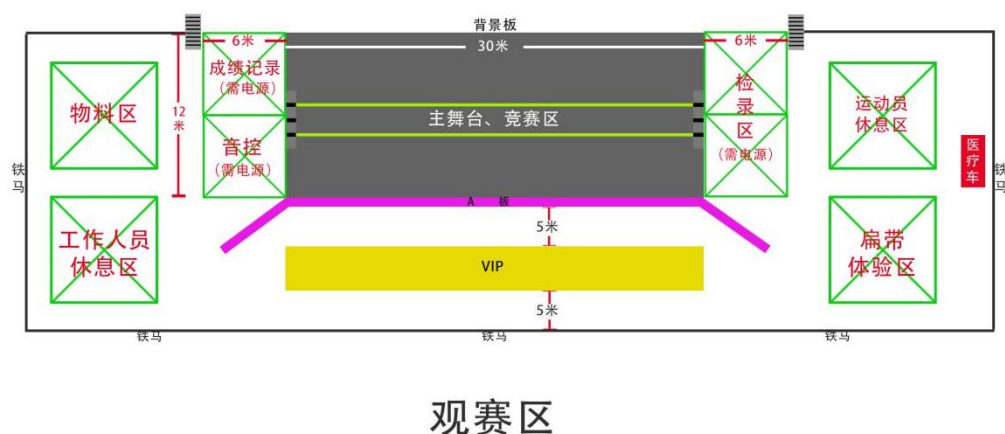 背景板
6米
30米
6米
成绩记录
(需电源)
物料区
12米
音控
(需电源)
主舞台、竞赛区
检录区
(需电源)
运动员
休息区
医疗车
铁马
铁马
A 板
5米
工作人员
休息区
VIP
扁带
体验区
5米
铁马
铁马
铁马
观赛区